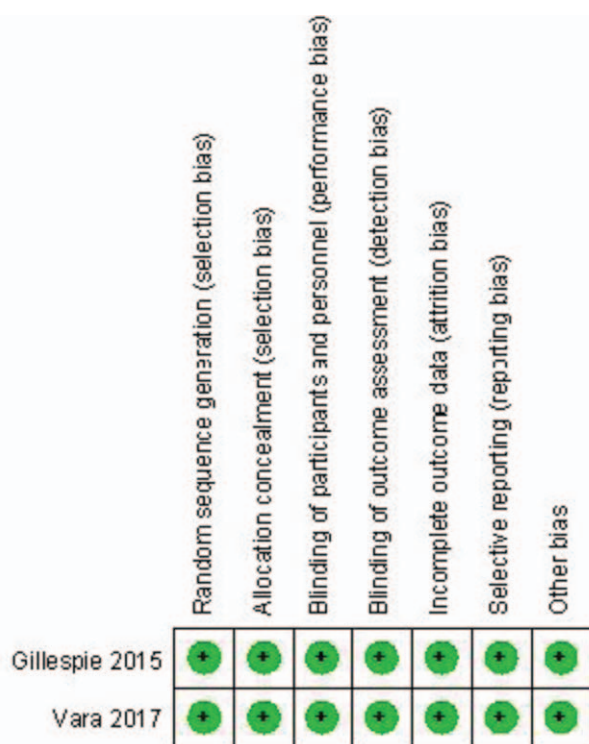 Random sequence generation (selection bias)
Allocation concealment (selection bias)
Blinding of participants and personnel (performance bias)
Blinding of outcome assessment (detection bias)
Incomplete outcome data (attrition bias)
Selective reporting (reporting bias)
Other bias
Gillespie 2015 + + + + + + +
Vara 2017 + + + + + + +